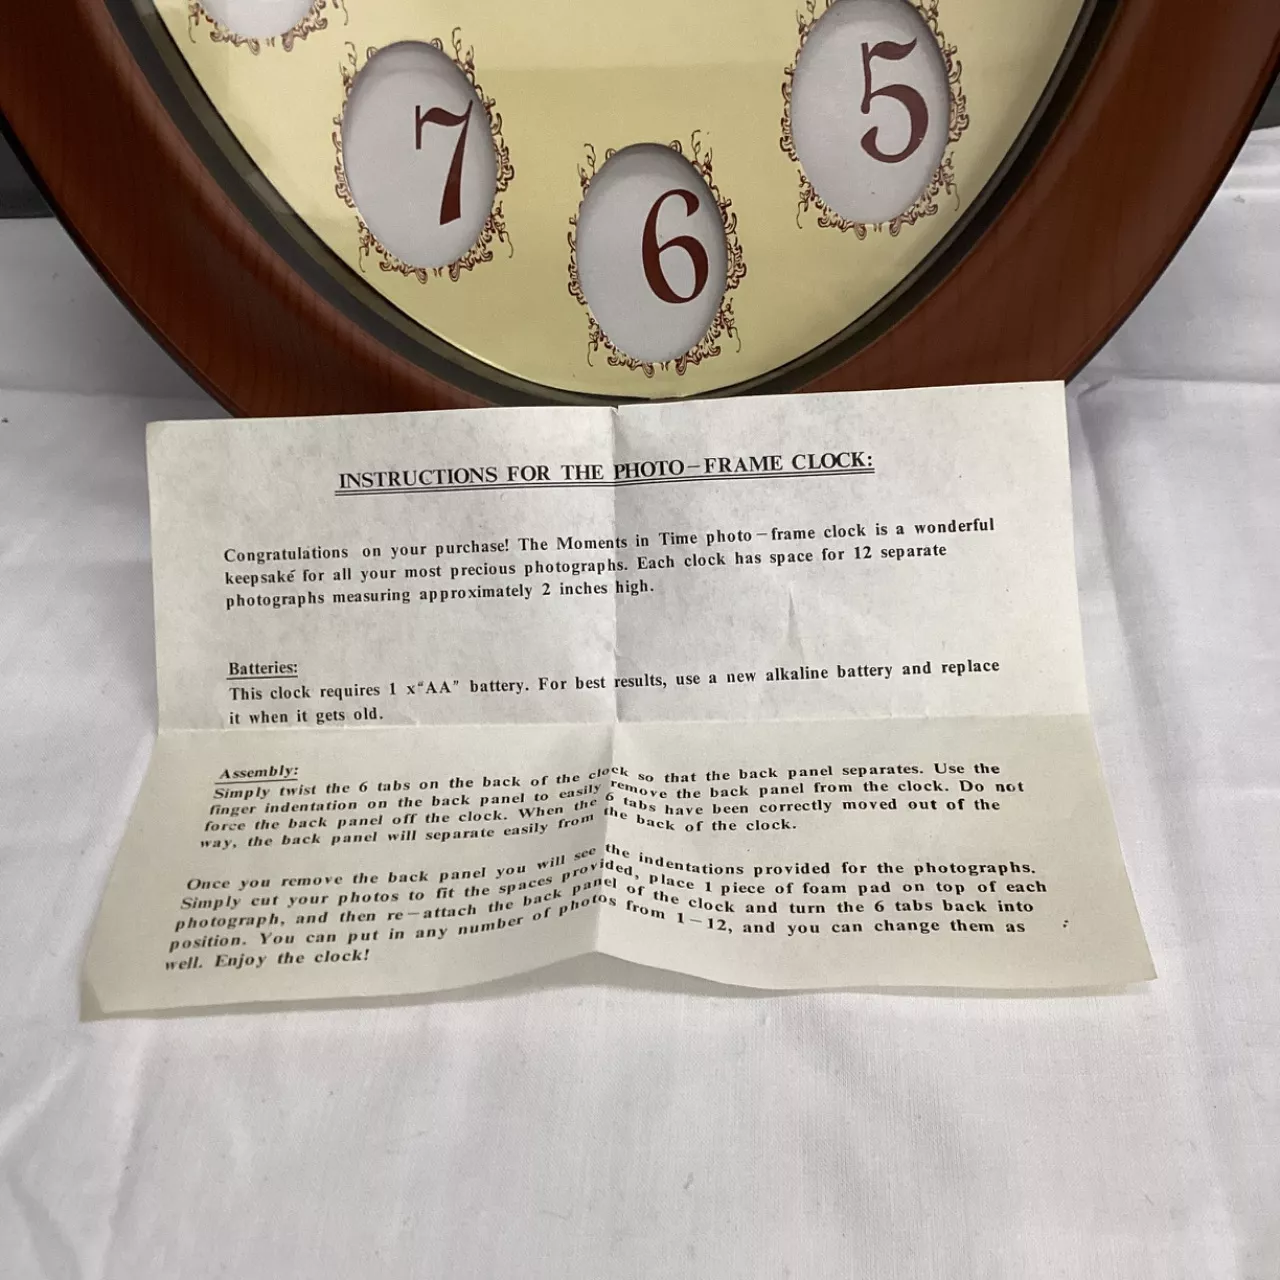 7
5
6
INSTRUCTIONS FOR THE PHOTO-FRAME CLOCK:
Congratulations on your purchase! The Moments in Time photo-frame clock is a wonderful
keepsake for all your most precious photographs. Each clock has space for 12 separate
photographs measuring approximately 2 inches high.
Batteries:
This clock requires 1 x"AA" battery. For best results, use a new alkaline battery and replace
it when it gets old.
Assembly:
Simply twist the 6 tabs on the back of the clock so that the back panel separates. Use the
finger indentation on the back panel to easily remove the back panel from the clock. Do not
force the back panel off the clock. When the 6 tabs have been correctly moved out of the
way, the back panel will separate easily from the back of the clock.
Once you remove the back panel you will see the indentations provided for the photographs.
Simply cut your photos to fit the spaces provided, place 1 piece of foam pad on top of each
photograph, and then re-attach the back panel of the clock and turn the 6 tabs back into
position. You can put in any number of photos from 1-12, and you can change them as
well. Enjoy the clock!